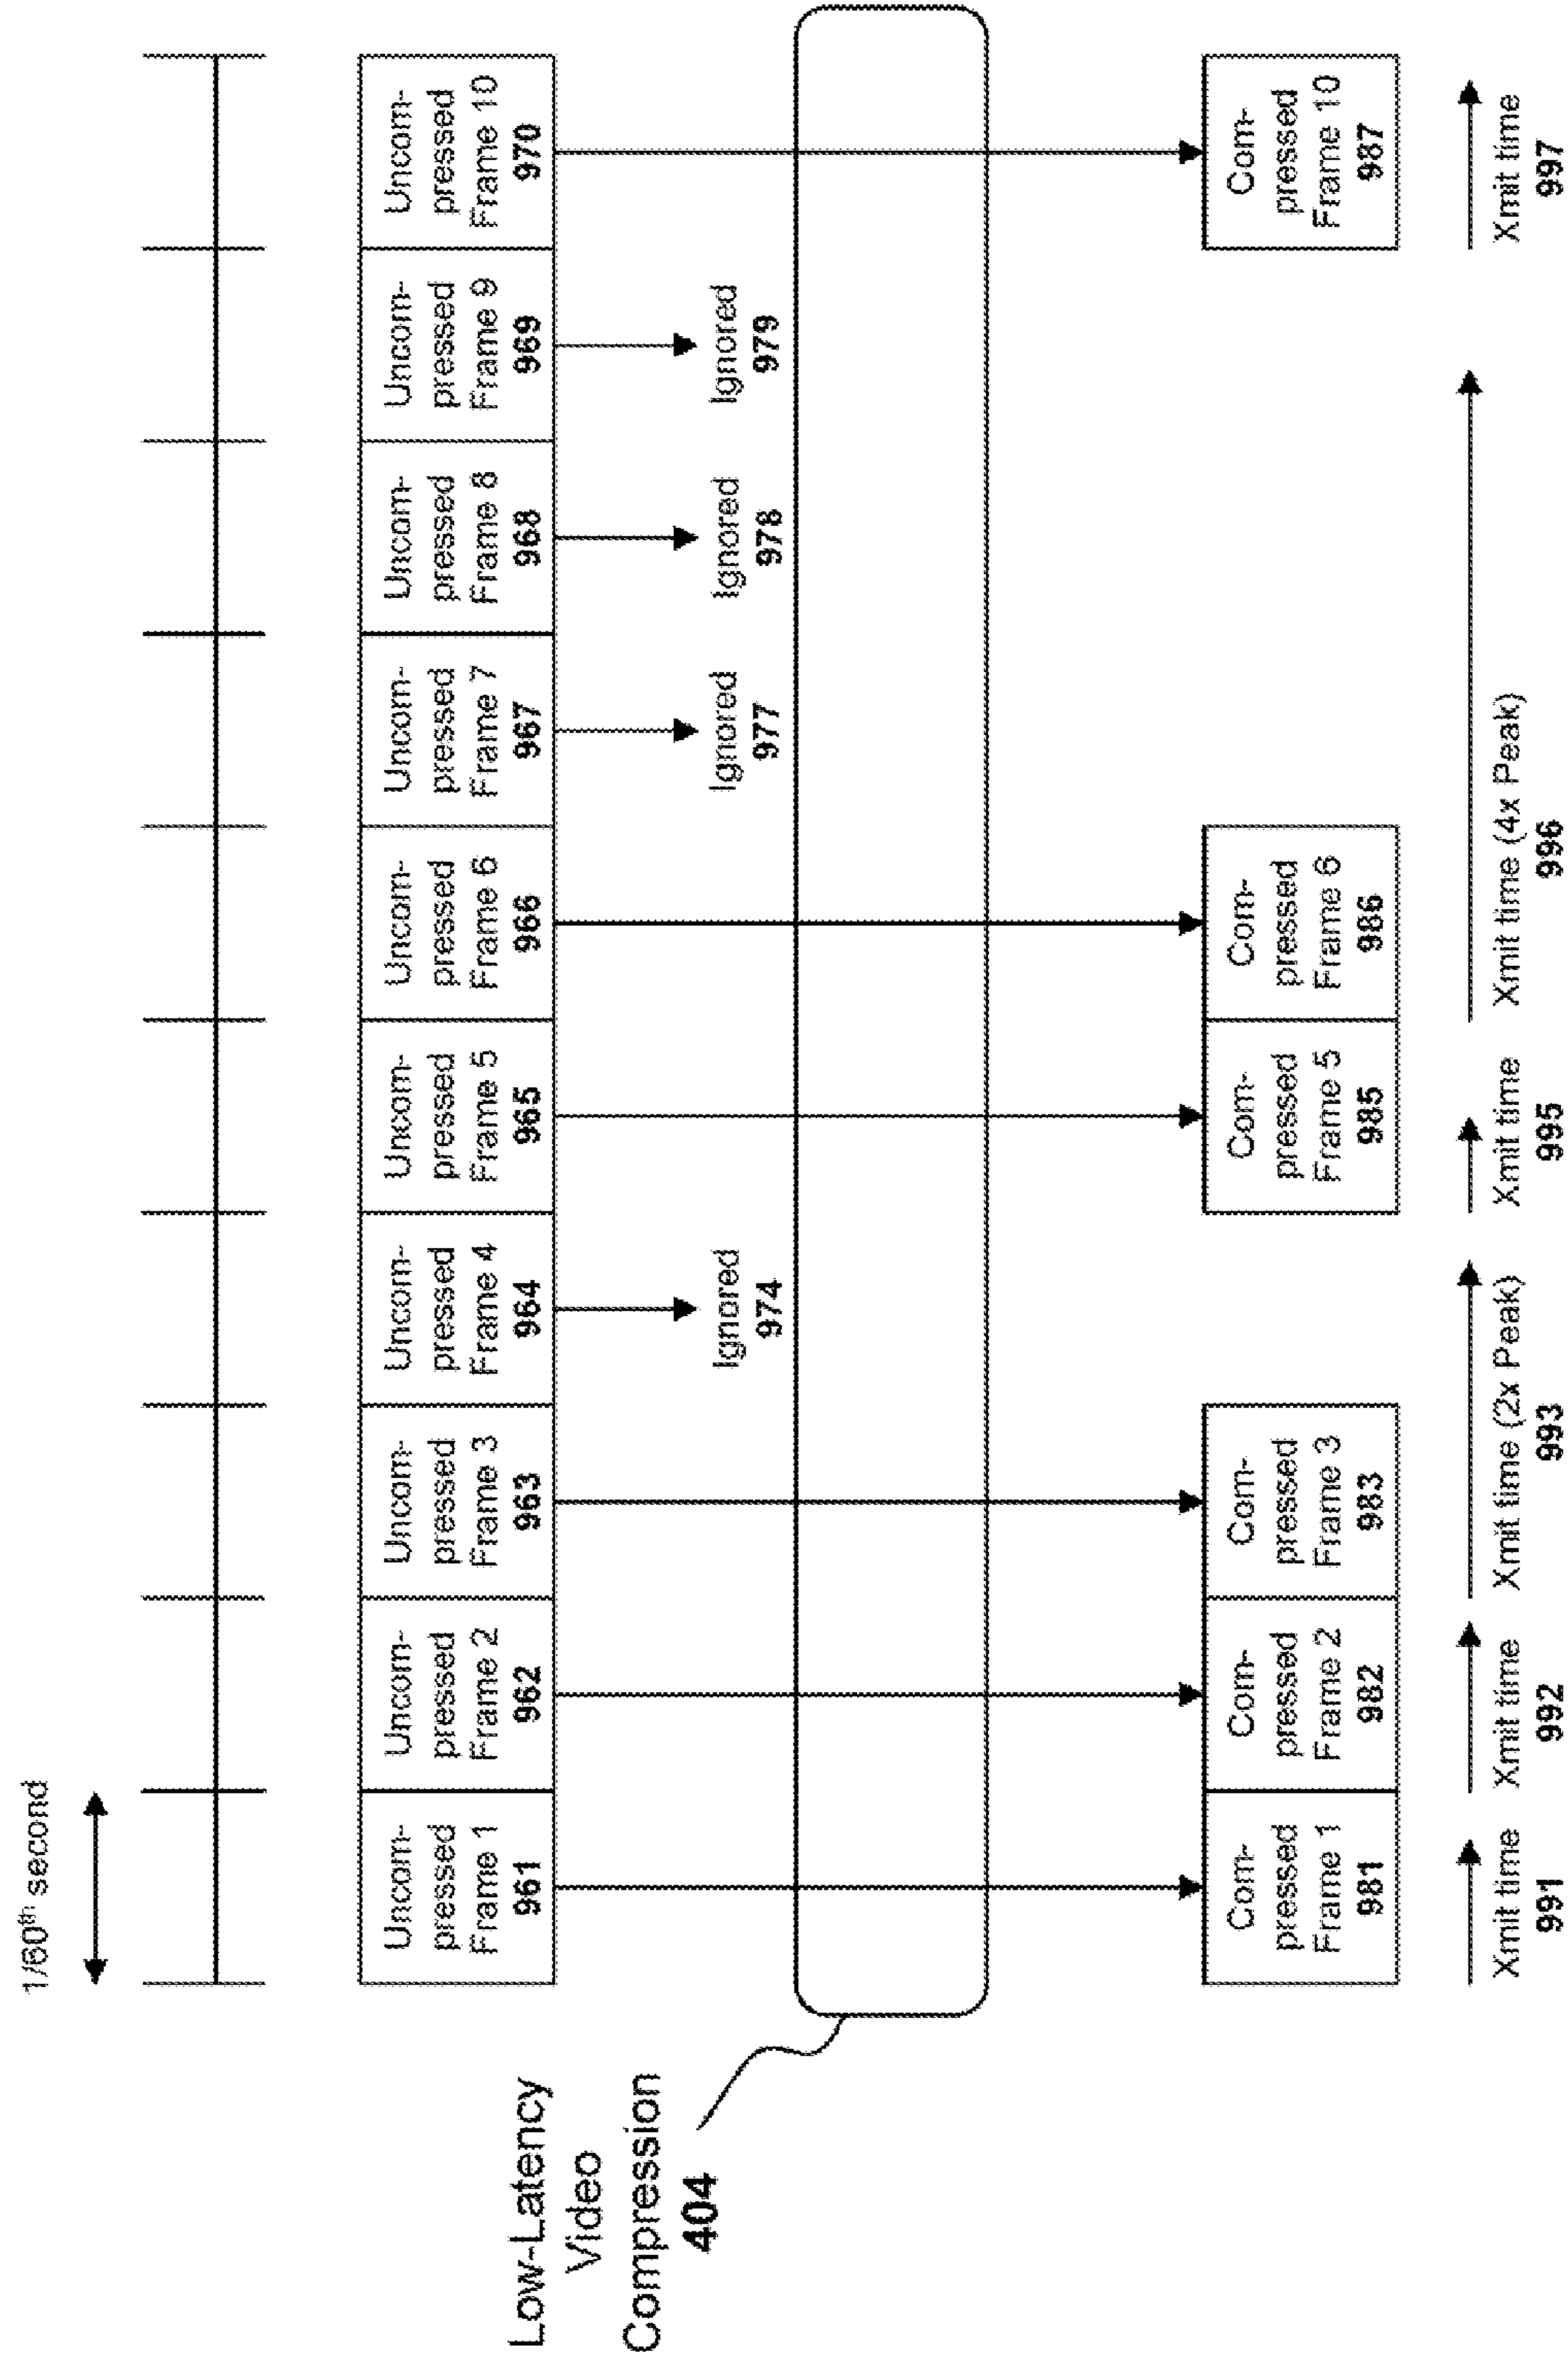 1/60th second
Uncom-
pressed
Frame 1
961
Uncom-
pressed
Frame 2
962
Uncom-
pressed
Frame 3
963
Uncom-
pressed
Frame 4
964
Uncom-
pressed
Frame 5
965
Uncom-
pressed
Frame 6
966
Uncom-
pressed
Frame 7
967
Uncom-
pressed
Frame 8
968
Uncom-
pressed
Frame 9
969
Uncom-
pressed
Frame 10
970
Ignored
974
Ignored
977
Ignored
978
Ignored
979
Low-Latency
Video
Compression
404
Com-
pressed
Frame 1
981
Com-
pressed
Frame 2
982
Com-
pressed
Frame 3
983
Com-
pressed
Frame 5
985
Com-
pressed
Frame 6
986
Com-
pressed
Frame 10
987
Xmit time
991
Xmit time
992
Xmit time (2x Peak)
993
Xmit time
995
Xmit time (4x Peak)
996
Xmit time
997